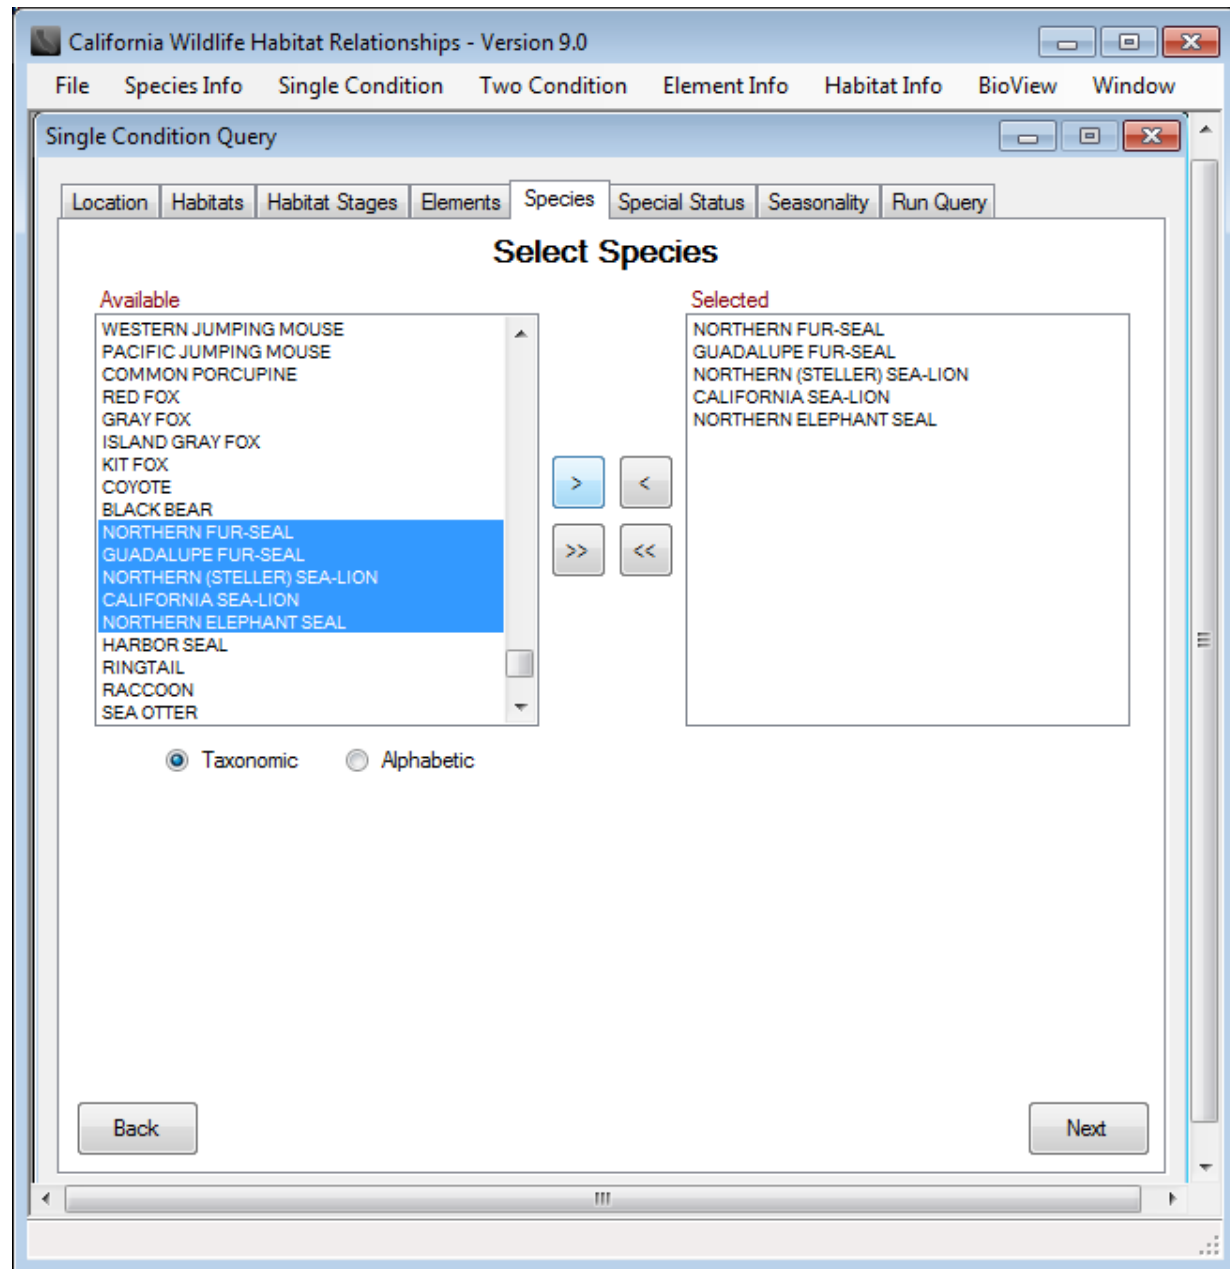 California Wildlife Habitat Relationships - Version 9.0
File Species Info Single Condition Two Condition Element Info Habitat Info BioView Window
Single Condition Query
Location Habitats Habitat Stages Elements Species Special Status Seasonality Run Query
Select Species
Available
WESTERN JUMPING MOUSE
PACIFIC JUMPING MOUSE
COMMON PORCUPINE
RED FOX
GRAY FOX
ISLAND GRAY FOX
KIT FOX
COYOTE
BLACK BEAR
NORTHERN FUR-SEAL
GUADALUPE FUR-SEAL
NORTHERN (STELLER) SEA-LION
CALIFORNIA SEA-LION
NORTHERN ELEPHANT SEAL
HARBOR SEAL
RINGTAIL
RACCOON
SEA OTTER
> <
>> <<
Selected
NORTHERN FUR-SEAL
GUADALUPE FUR-SEAL
NORTHERN (STELLER) SEA-LION
CALIFORNIA SEA-LION
NORTHERN ELEPHANT SEAL
Taxonomic Alphabetic
Back Next